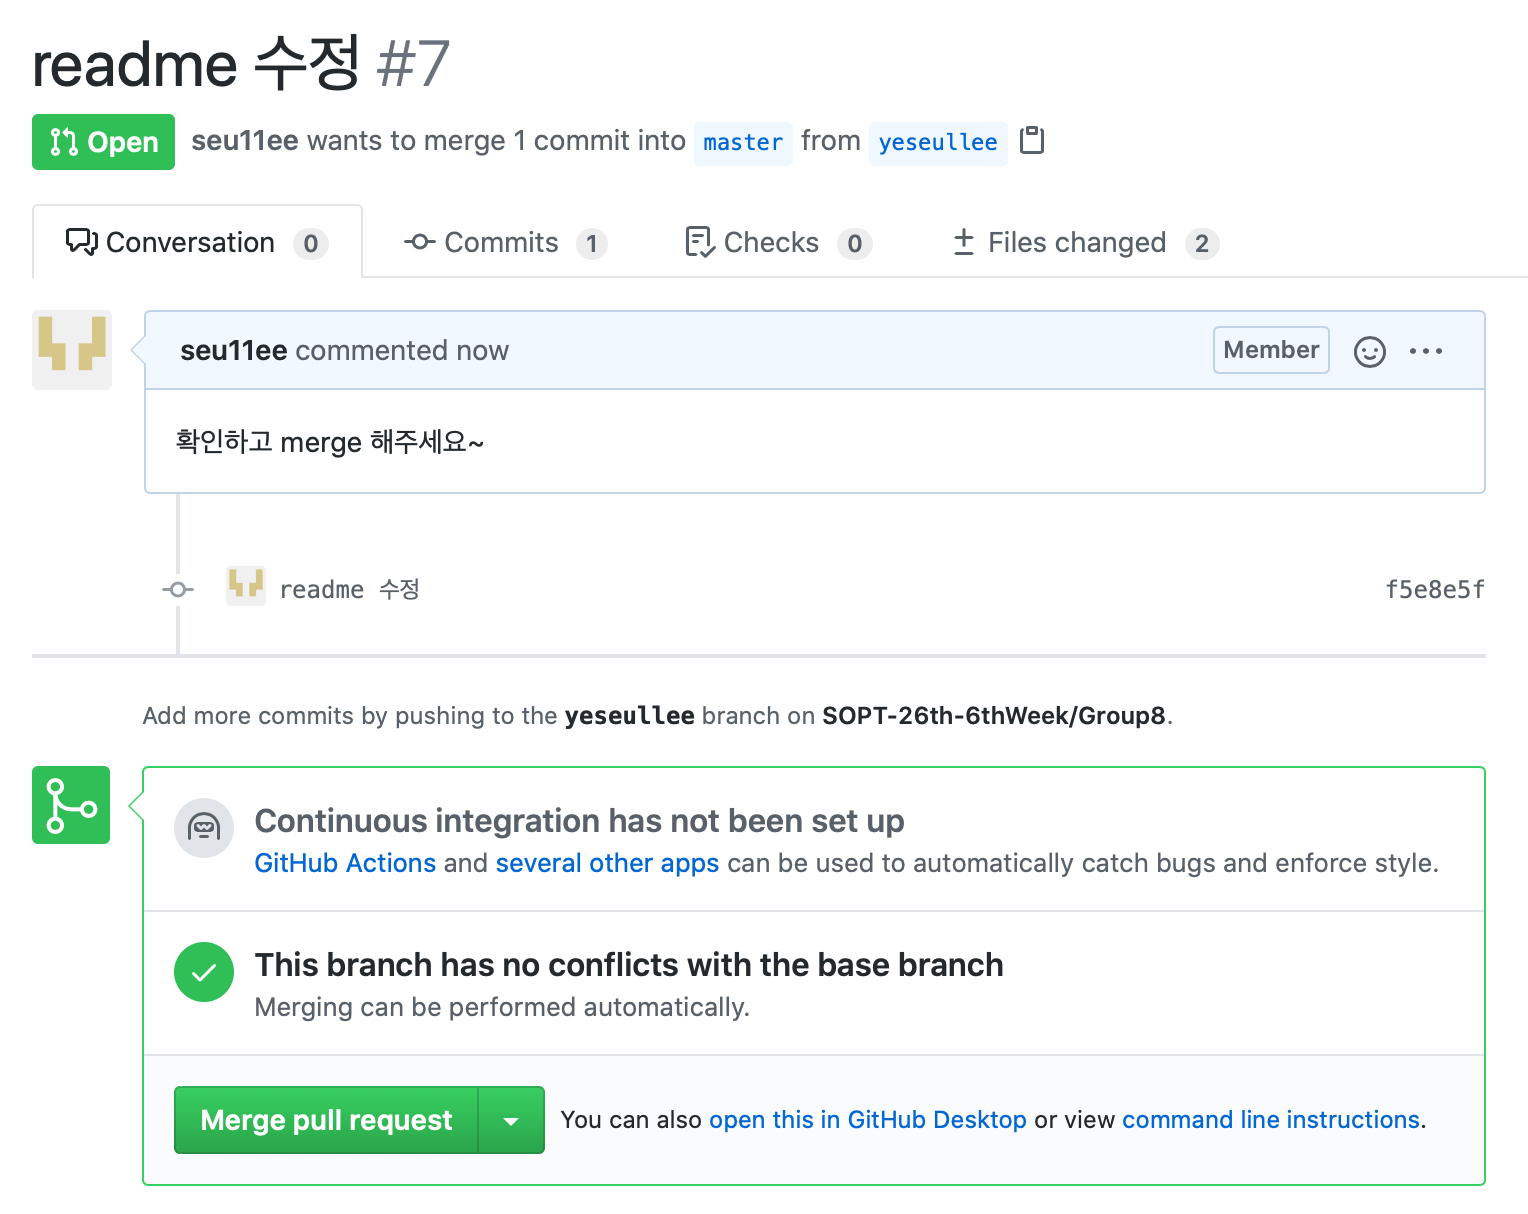 readme 수정 #7
Open seu11ee wants to merge 1 commit into master from yeseullee
Conversation 0 Commits 1 Checks 0 Files changed 2
seu11ee commented now Member
확인하고 merge 해주세요~
readme 수정 f5e8e5f
Add more commits by pushing to the yeseullee branch on SOPT-26th-6thWeek/Group8.
Continuous integration has not been set up
GitHub Actions and several other apps can be used to automatically catch bugs and enforce style.
This branch has no conflicts with the base branch
Merging can be performed automatically.
Merge pull request You can also open this in GitHub Desktop or view command line instructions.